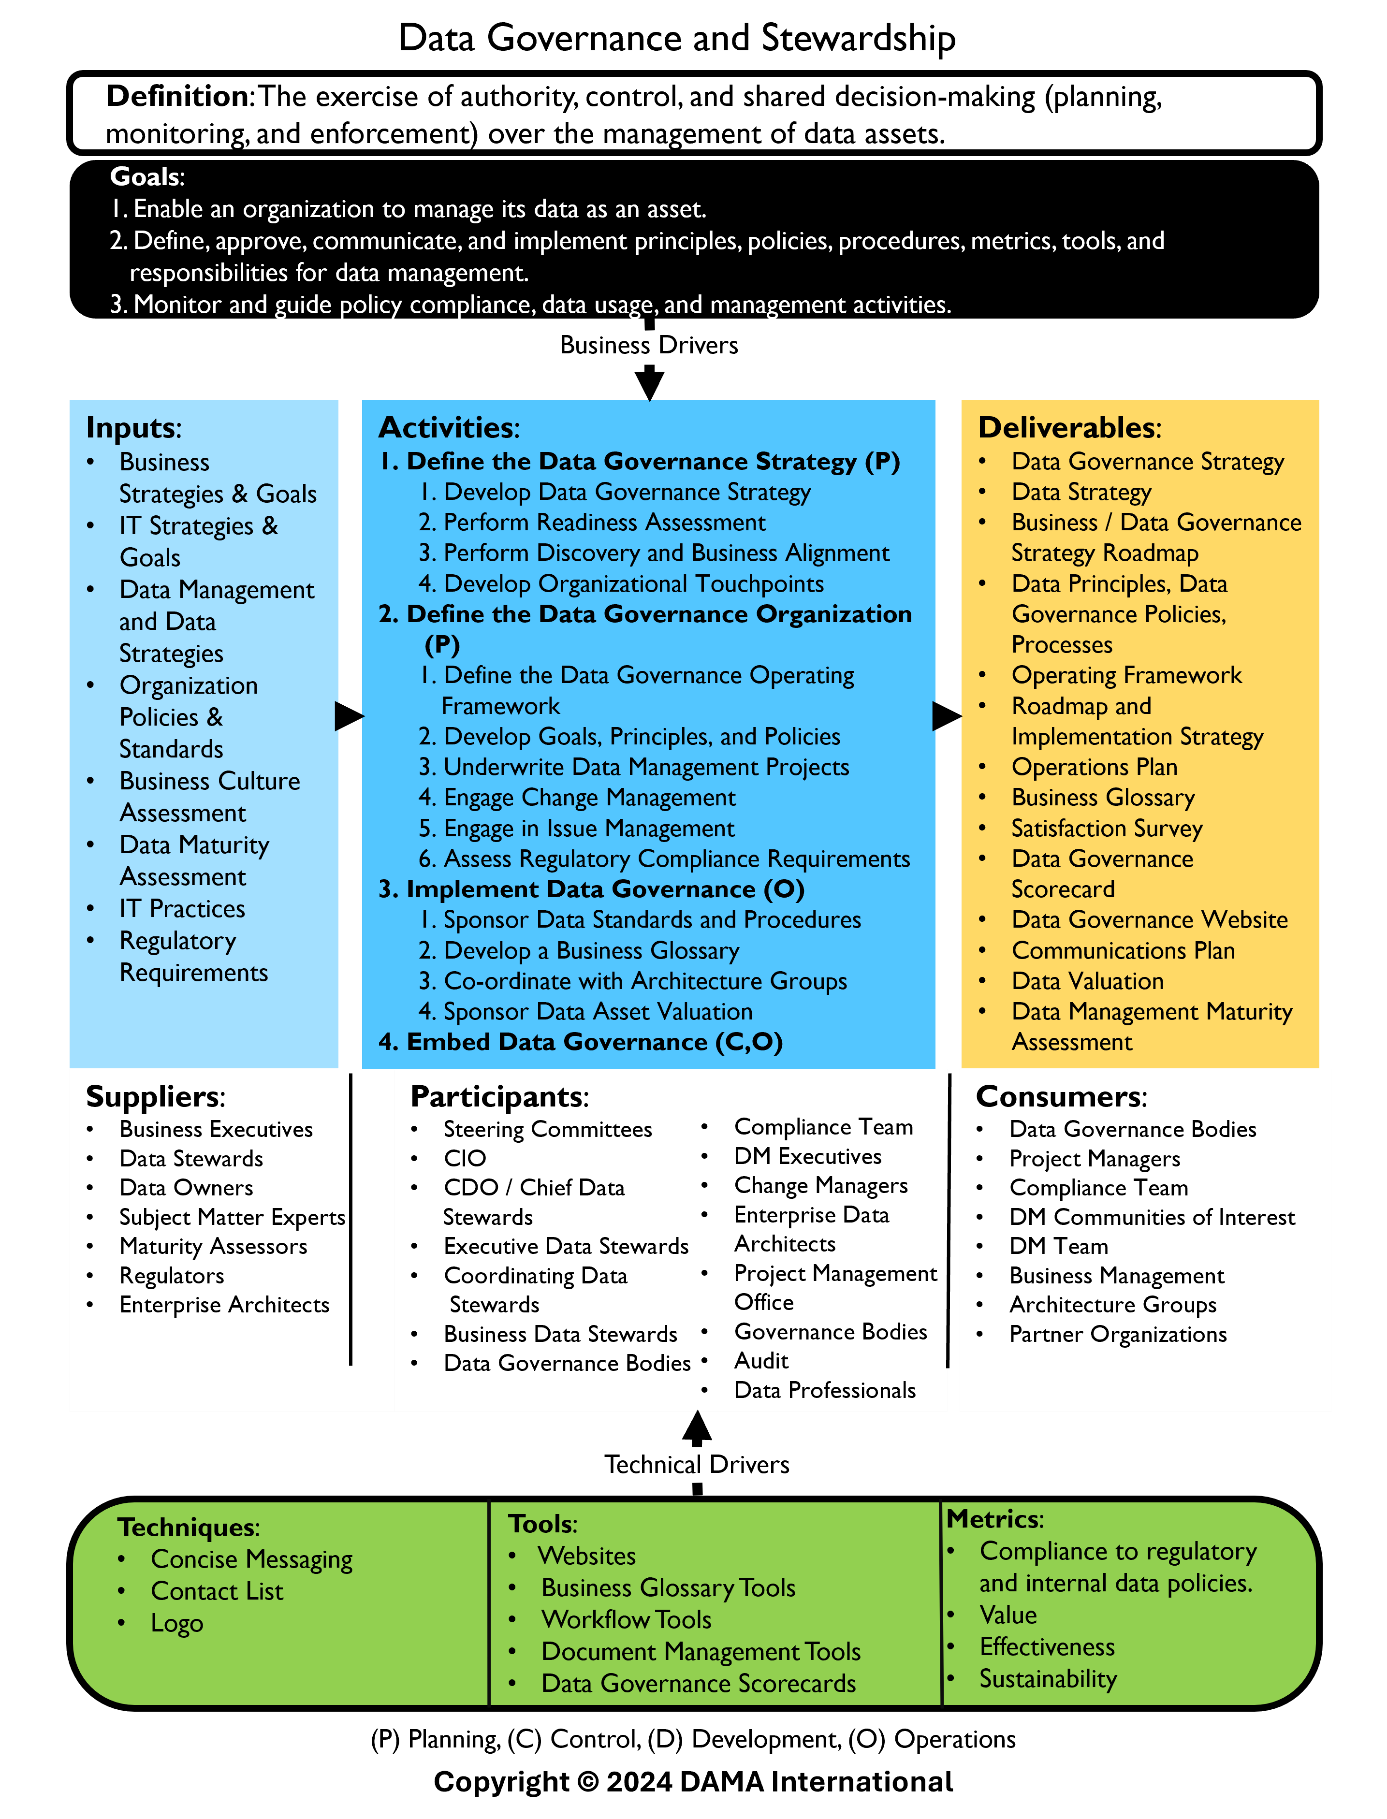 Data Governance and Stewardship
Definition: The exercise of authority, control, and shared decision-making (planning,
monitoring, and enforcement) over the management of data assets.
Goals:
1. Enable an organization to manage its data as an asset.
2. Define, approve, communicate, and implement principles, policies, procedures, metrics, tools, and
responsibilities for data management.
3. Monitor and guide policy compliance, data usage, and management activities.
Business Drivers
Inputs:
• Business
Strategies & Goals
• IT Strategies &
Goals
• Data Management
and Data
Strategies
• Organization
Policies &
Standards
• Business Culture
Assessment
• Data Maturity
Assessment
• IT Practices
• Regulatory
Requirements
Activities:
1. Define the Data Governance Strategy (P)
1. Develop Data Governance Strategy
2. Perform Readiness Assessment
3. Perform Discovery and Business Alignment
4. Develop Organizational Touchpoints
2. Define the Data Governance Organization
(P)
1. Define the Data Governance Operating
Framework
2. Develop Goals, Principles, and Policies
3. Underwrite Data Management Projects
4. Engage Change Management
5. Engage in Issue Management
6. Assess Regulatory Compliance Requirements
3. Implement Data Governance (O)
1. Sponsor Data Standards and Procedures
2. Develop a Business Glossary
3. Co-ordinate with Architecture Groups
4. Sponsor Data Asset Valuation
4. Embed Data Governance (C,O)
Deliverables:
• Data Governance Strategy
• Data Strategy
• Business / Data Governance
Strategy Roadmap
• Data Principles, Data
Governance Policies,
Processes
• Operating Framework
• Roadmap and
Implementation Strategy
• Operations Plan
• Business Glossary
• Satisfaction Survey
• Data Governance
Scorecard
• Data Governance Website
• Communications Plan
• Data Valuation
• Data Management Maturity
Assessment
Suppliers:
• Business Executives
• Data Stewards
• Data Owners
• Subject Matter Experts
• Maturity Assessors
• Regulators
• Enterprise Architects
Participants:
• Steering Committees
• CIO
• CDO / Chief Data
Stewards
• Executive Data Stewards
• Coordinating Data
Stewards
• Business Data Stewards
• Data Governance Bodies
• Compliance Team
• DM Executives
• Change Managers
• Enterprise Data
Architects
• Project Management
Office
• Governance Bodies
• Audit
• Data Professionals
Consumers:
• Data Governance Bodies
• Project Managers
• Compliance Team
• DM Communities of Interest
• DM Team
• Business Management
• Architecture Groups
• Partner Organizations
Technical Drivers
Techniques:
• Concise Messaging
• Contact List
• Logo
Tools:
• Websites
• Business Glossary Tools
• Workflow Tools
• Document Management Tools
• Data Governance Scorecards
Metrics:
• Compliance to regulatory
and internal data policies.
• Value
• Effectiveness
• Sustainability
(P) Planning, (C) Control, (D) Development, (O) Operations
Copyright © 2024 DAMA International